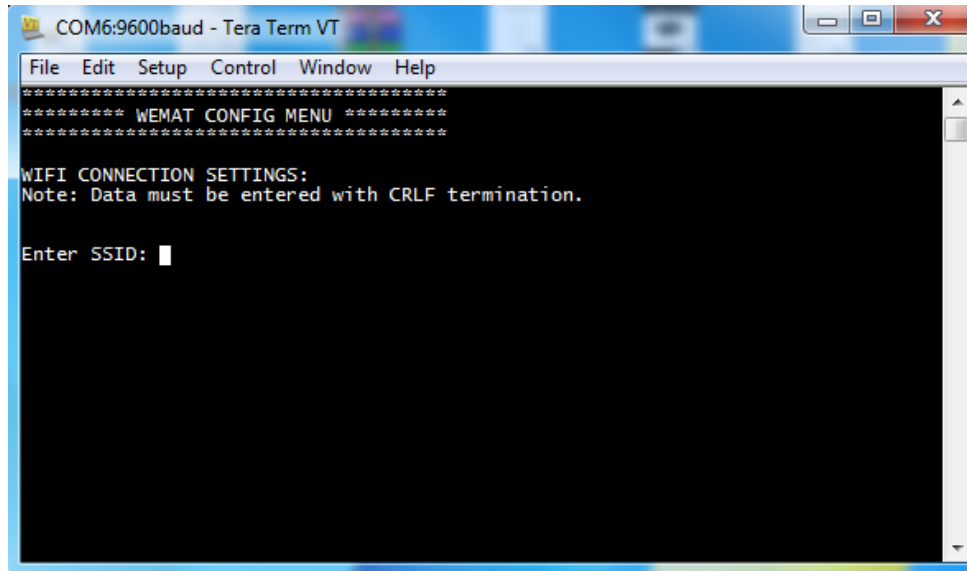 COM6:9600baud - Tera Term VT
File Edit Setup Control Window Help
*************************************
********* WEMAT CONFIG MENU *********
*************************************
WIFI CONNECTION SETTINGS:
Note: Data must be entered with CRLF termination.
Enter SSID: